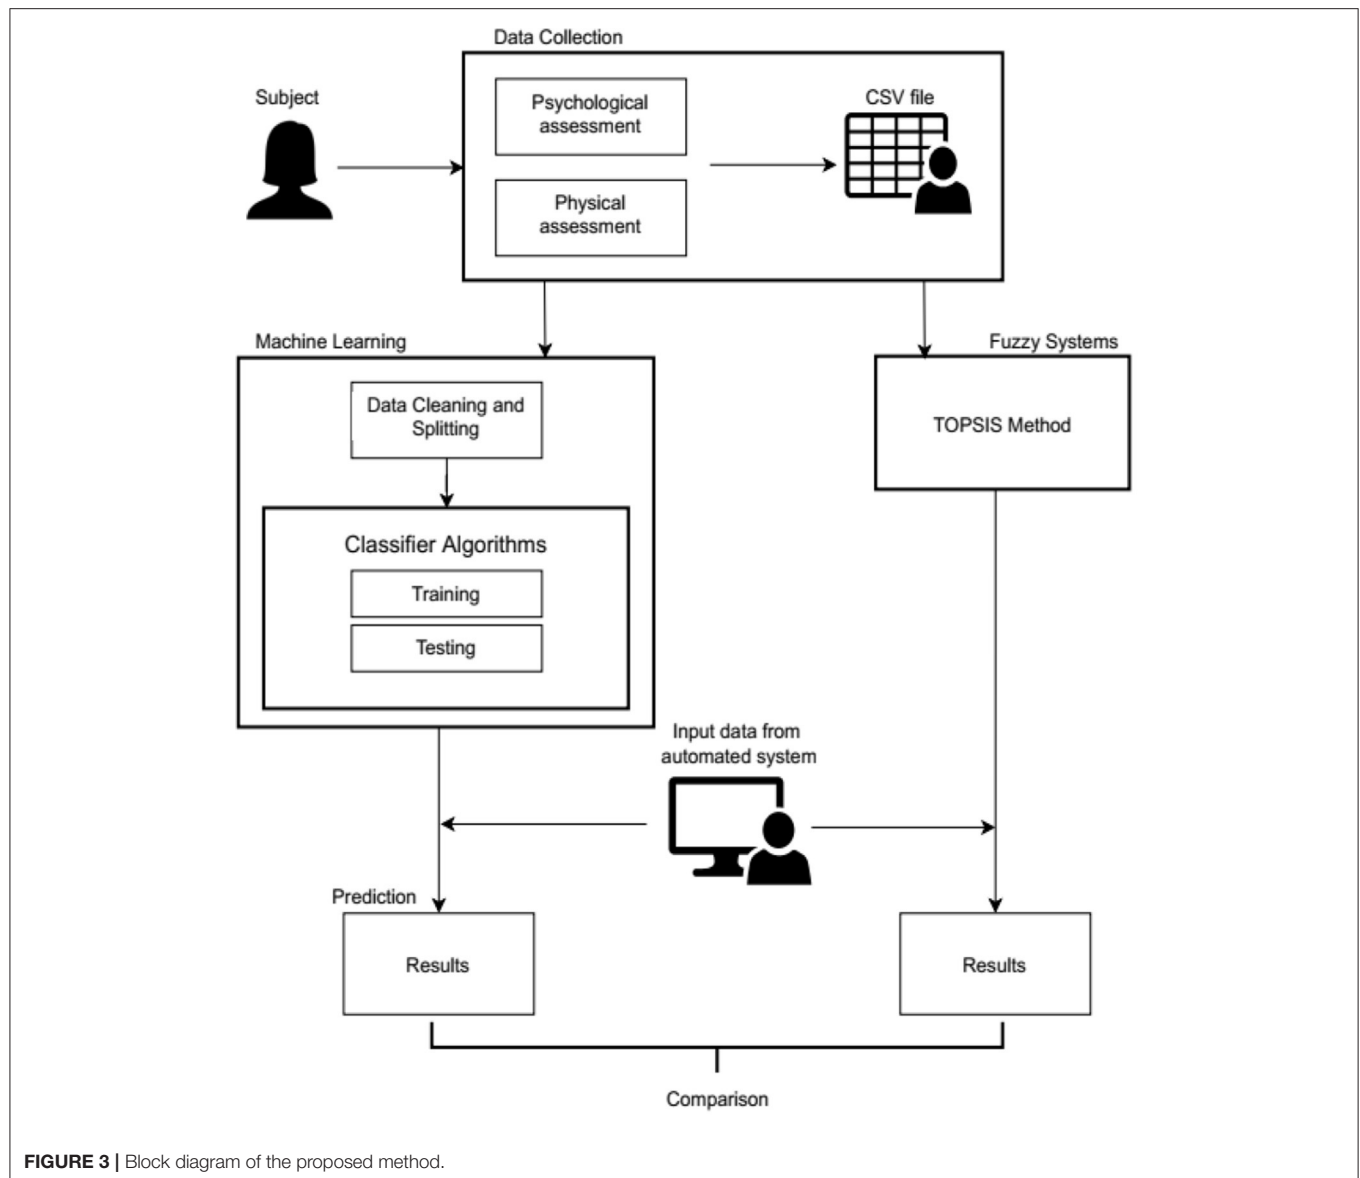 Data Collection
Subject
Psychological
assessment
CSV file
Physical
assessment
Machine Learning
Fuzzy Systems
Data Cleaning and
Splitting
TOPSIS Method
Classifier Algorithms
Training
Testing
Input data from
automated system
Prediction
Results
Results
Comparison
FIGURE 3 | Block diagram of the proposed method.